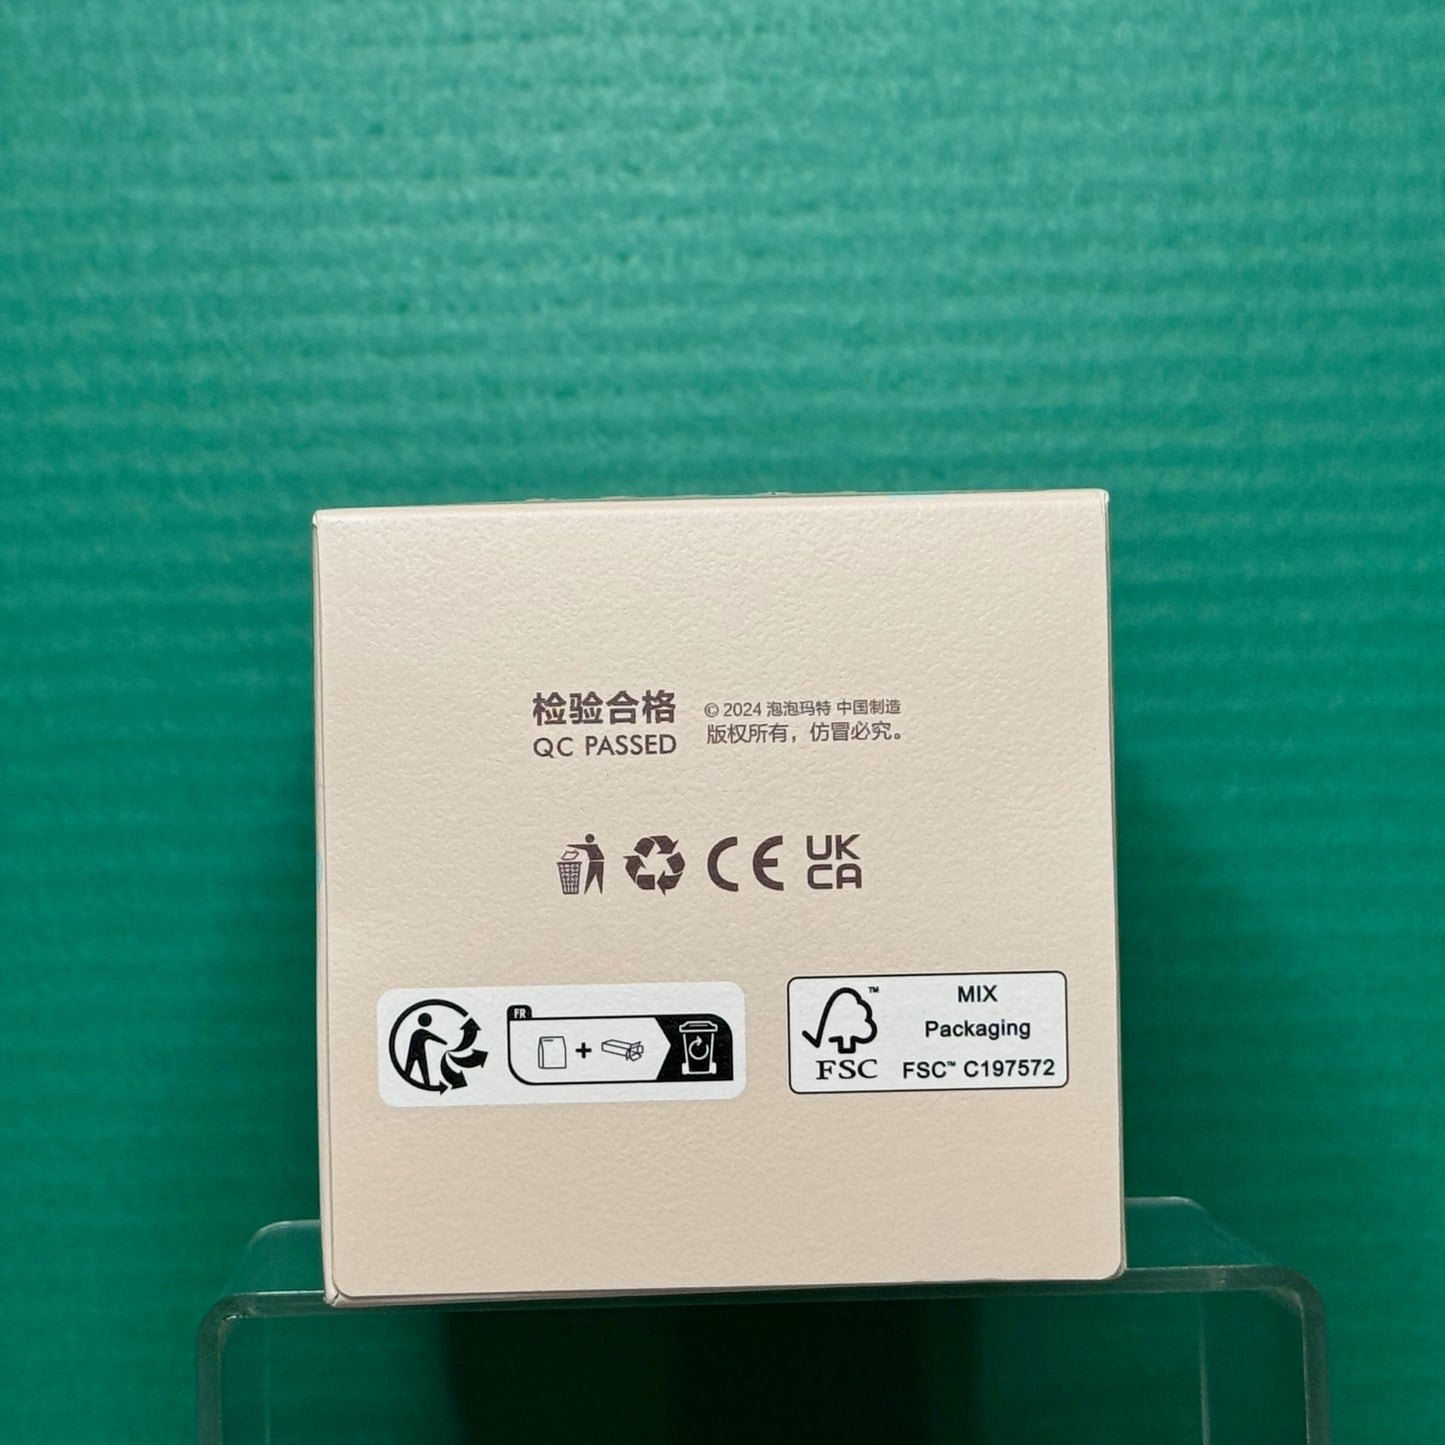 检验合格
QC PASSED
© 2024 泡泡玛特 中国制造
版权所有，仿冒必究。
CE
UK
CA
FR
+
FSC
MIX
Packaging
FSC™ C197572